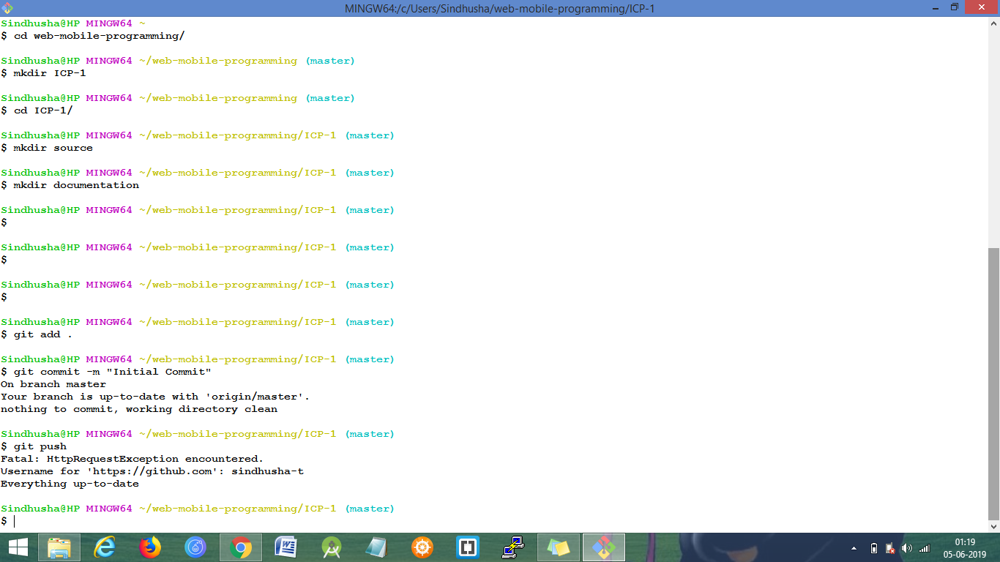 MINGW64:/c/Users/Sindhusha/web-mobile-programming/ICP-1
Sindhusha@HP MINGW64 ~
$ cd web-mobile-programming/
Sindhusha@HP MINGW64 ~/web-mobile-programming (master)
$ mkdir ICP-1
Sindhusha@HP MINGW64 ~/web-mobile-programming (master)
$ cd ICP-1/
Sindhusha@HP MINGW64 ~/web-mobile-programming/ICP-1 (master)
$ mkdir source
Sindhusha@HP MINGW64 ~/web-mobile-programming/ICP-1 (master)
$ mkdir documentation
Sindhusha@HP MINGW64 ~/web-mobile-programming/ICP-1 (master)
$
Sindhusha@HP MINGW64 ~/web-mobile-programming/ICP-1 (master)
$
Sindhusha@HP MINGW64 ~/web-mobile-programming/ICP-1 (master)
$
Sindhusha@HP MINGW64 ~/web-mobile-programming/ICP-1 (master)
$ git add .
Sindhusha@HP MINGW64 ~/web-mobile-programming/ICP-1 (master)
$ git commit -m "Initial Commit"
On branch master
Your branch is up-to-date with 'origin/master'.
nothing to commit, working directory clean
Sindhusha@HP MINGW64 ~/web-mobile-programming/ICP-1 (master)
$ git push
Fatal: HttpRequestException encountered.
Username for 'https://github.com': sindhusha-t
Everything up-to-date
Sindhusha@HP MINGW64 ~/web-mobile-programming/ICP-1 (master)
$
01:19
05-06-2019